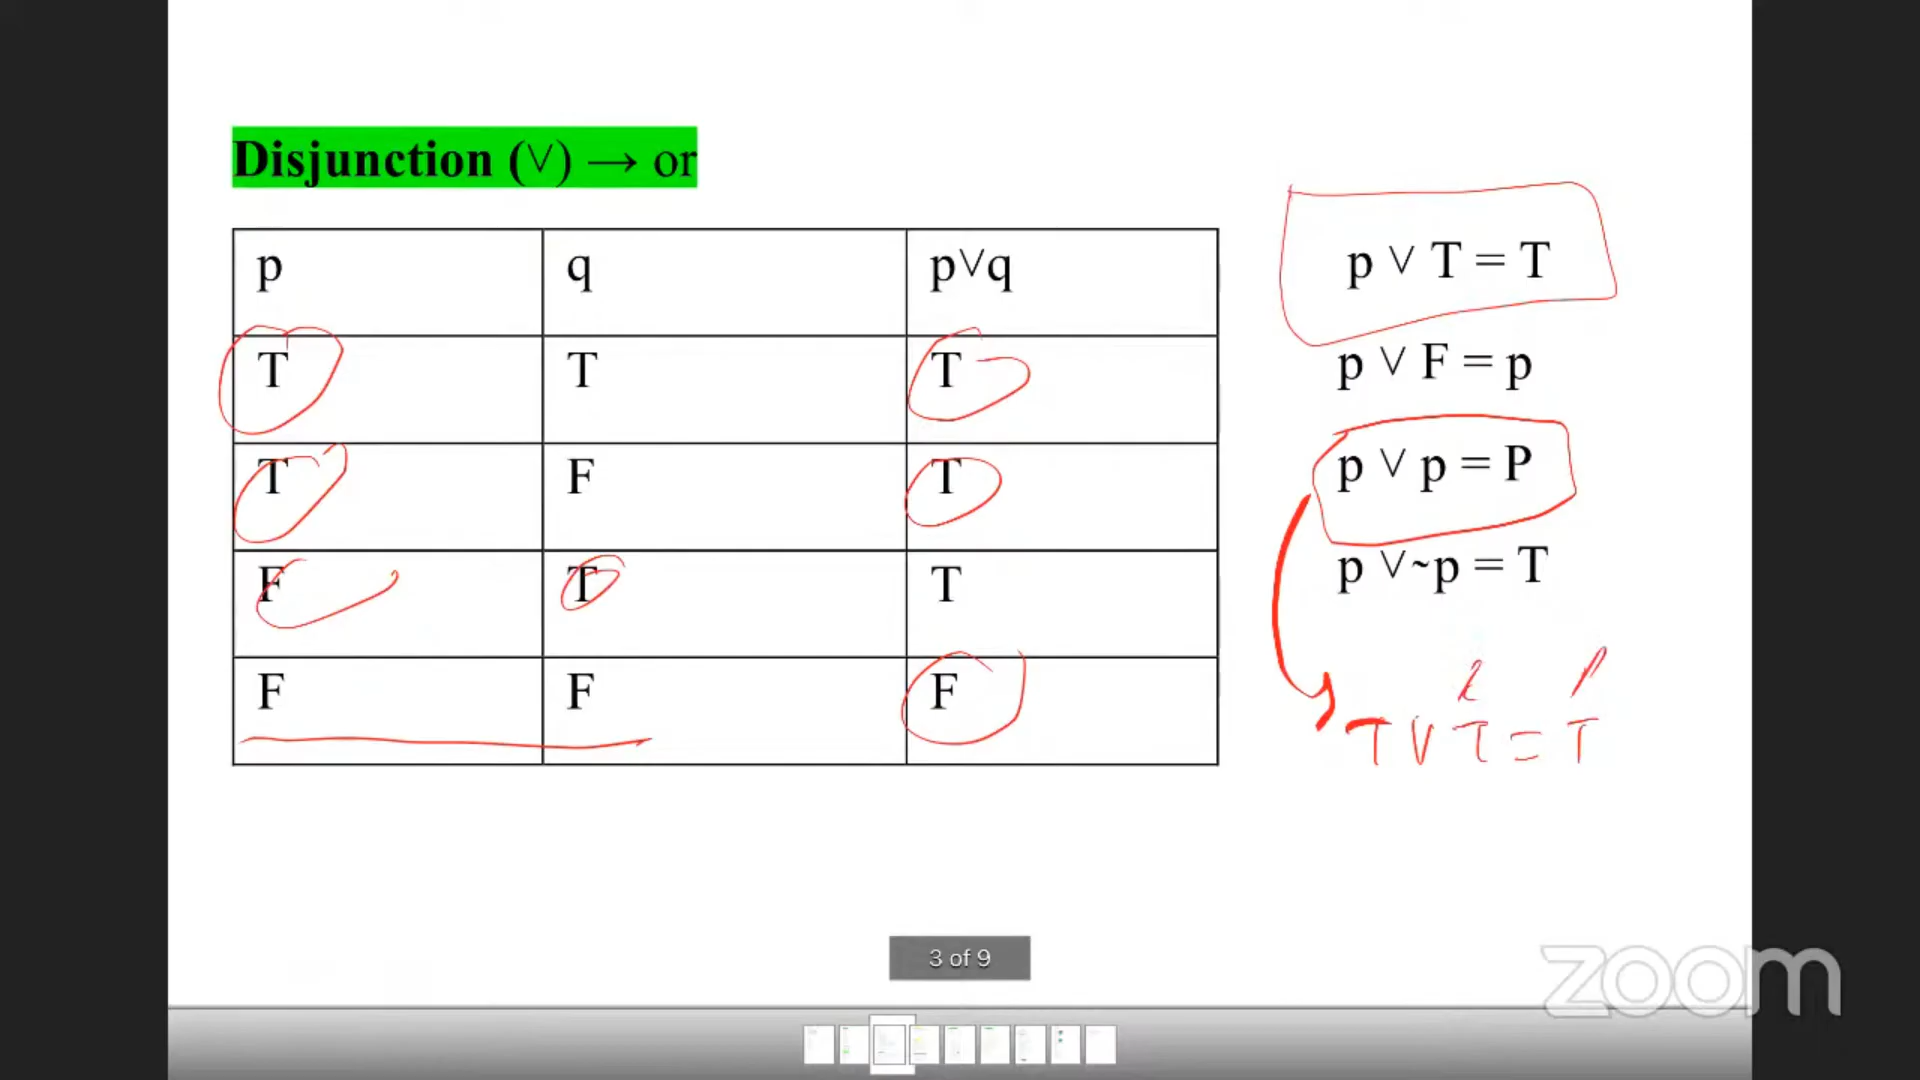 Disjunction (∨) → or
p q p∨q
T T T
T F T
F T T
F F F
p ∨ T = T
p ∨ F = p
p ∨ p = P
p ∨~p = T
T V T = T
3 of 9
zoom